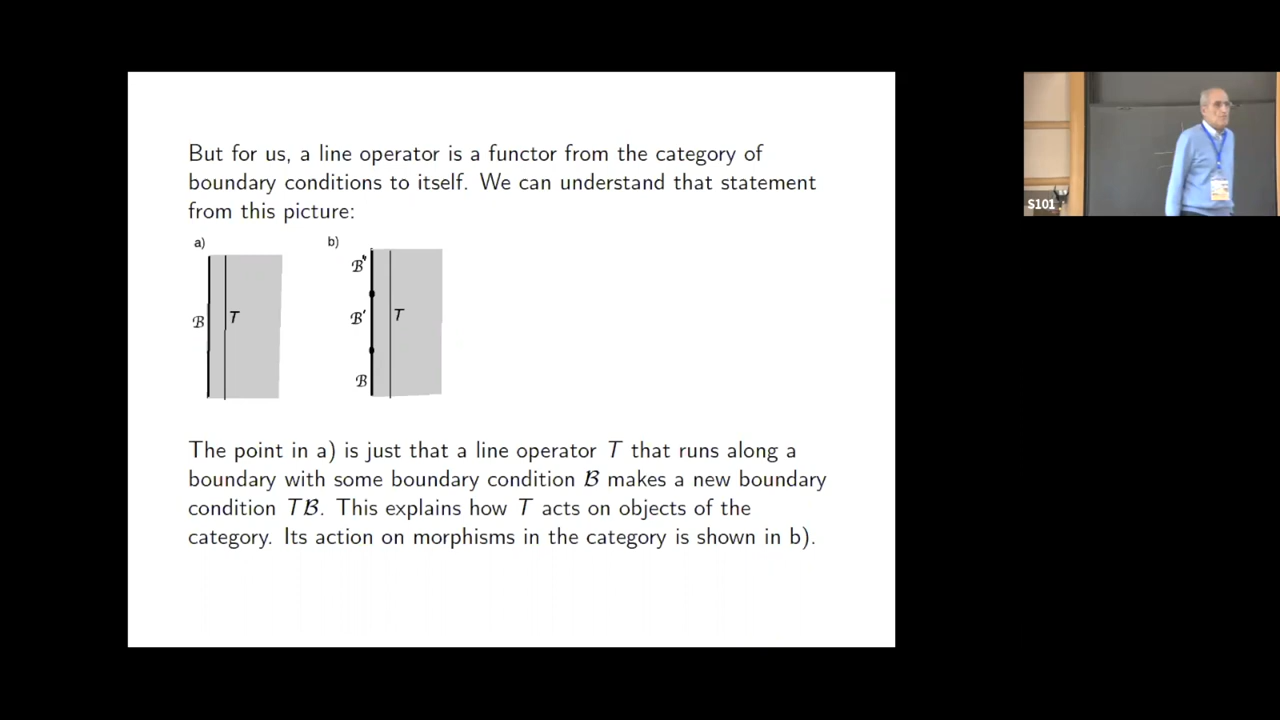 But for us, a line operator is a functor from the category of
boundary conditions to itself. We can understand that statement
from this picture:
a)
b)
ℬ
T
ℬ"
ℬ'
T
ℬ
The point in a) is just that a line operator T that runs along a
boundary with some boundary condition ℬ makes a new boundary
condition Tℬ. This explains how T acts on objects of the
category. Its action on morphisms in the category is shown in b).
S101